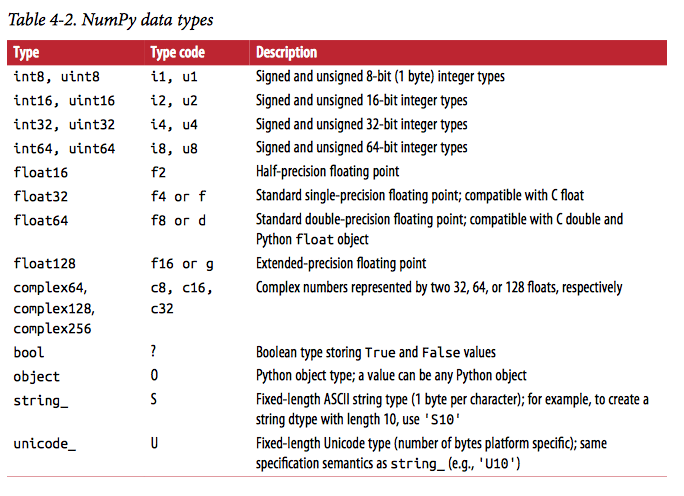 Table 4-2. NumPy data types
Type Type code Description
int8, uint8 i1, u1 Signed and unsigned 8-bit (1 byte) integer types
int16, uint16 i2, u2 Signed and unsigned 16-bit integer types
int32, uint32 i4, u4 Signed and unsigned 32-bit integer types
int64, uint64 i8, u8 Signed and unsigned 64-bit integer types
float16 f2 Half-precision floating point
float32 f4 or f Standard single-precision floating point; compatible with C float
float64 f8 or d Standard double-precision floating point; compatible with C double and
Python float object
float128 f16 or g Extended-precision floating point
complex64, c8, c16, Complex numbers represented by two 32, 64, or 128 floats, respectively
complex128, c32
complex256
bool ? Boolean type storing True and False values
object O Python object type; a value can be any Python object
string_ S Fixed-length ASCII string type (1 byte per character); for example, to create a
string dtype with length 10, use 'S10'
unicode_ U Fixed-length Unicode type (number of bytes platform specific); same
specification semantics as string_ (e.g., 'U10')